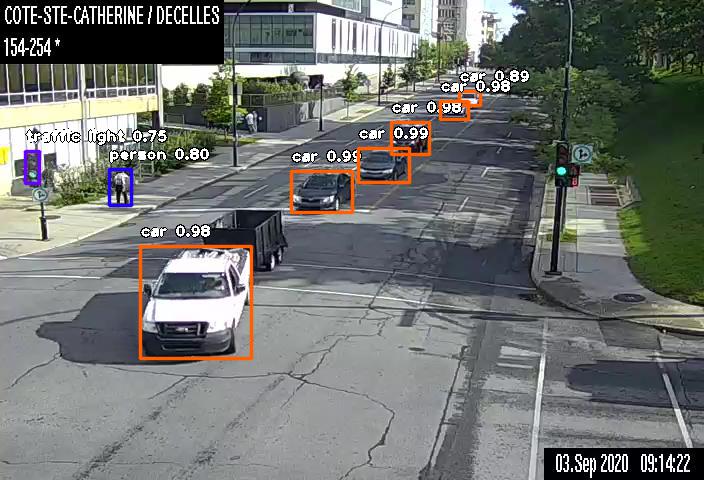 COTE-STE-CATHERINE / DECELLES
154-254 *
car 0.89
car 0.98
car 0.98
car 0.99
traffic light 0.75
person 0.80
car 0.99
car 0.98
03.Sep 2020 09:14:22